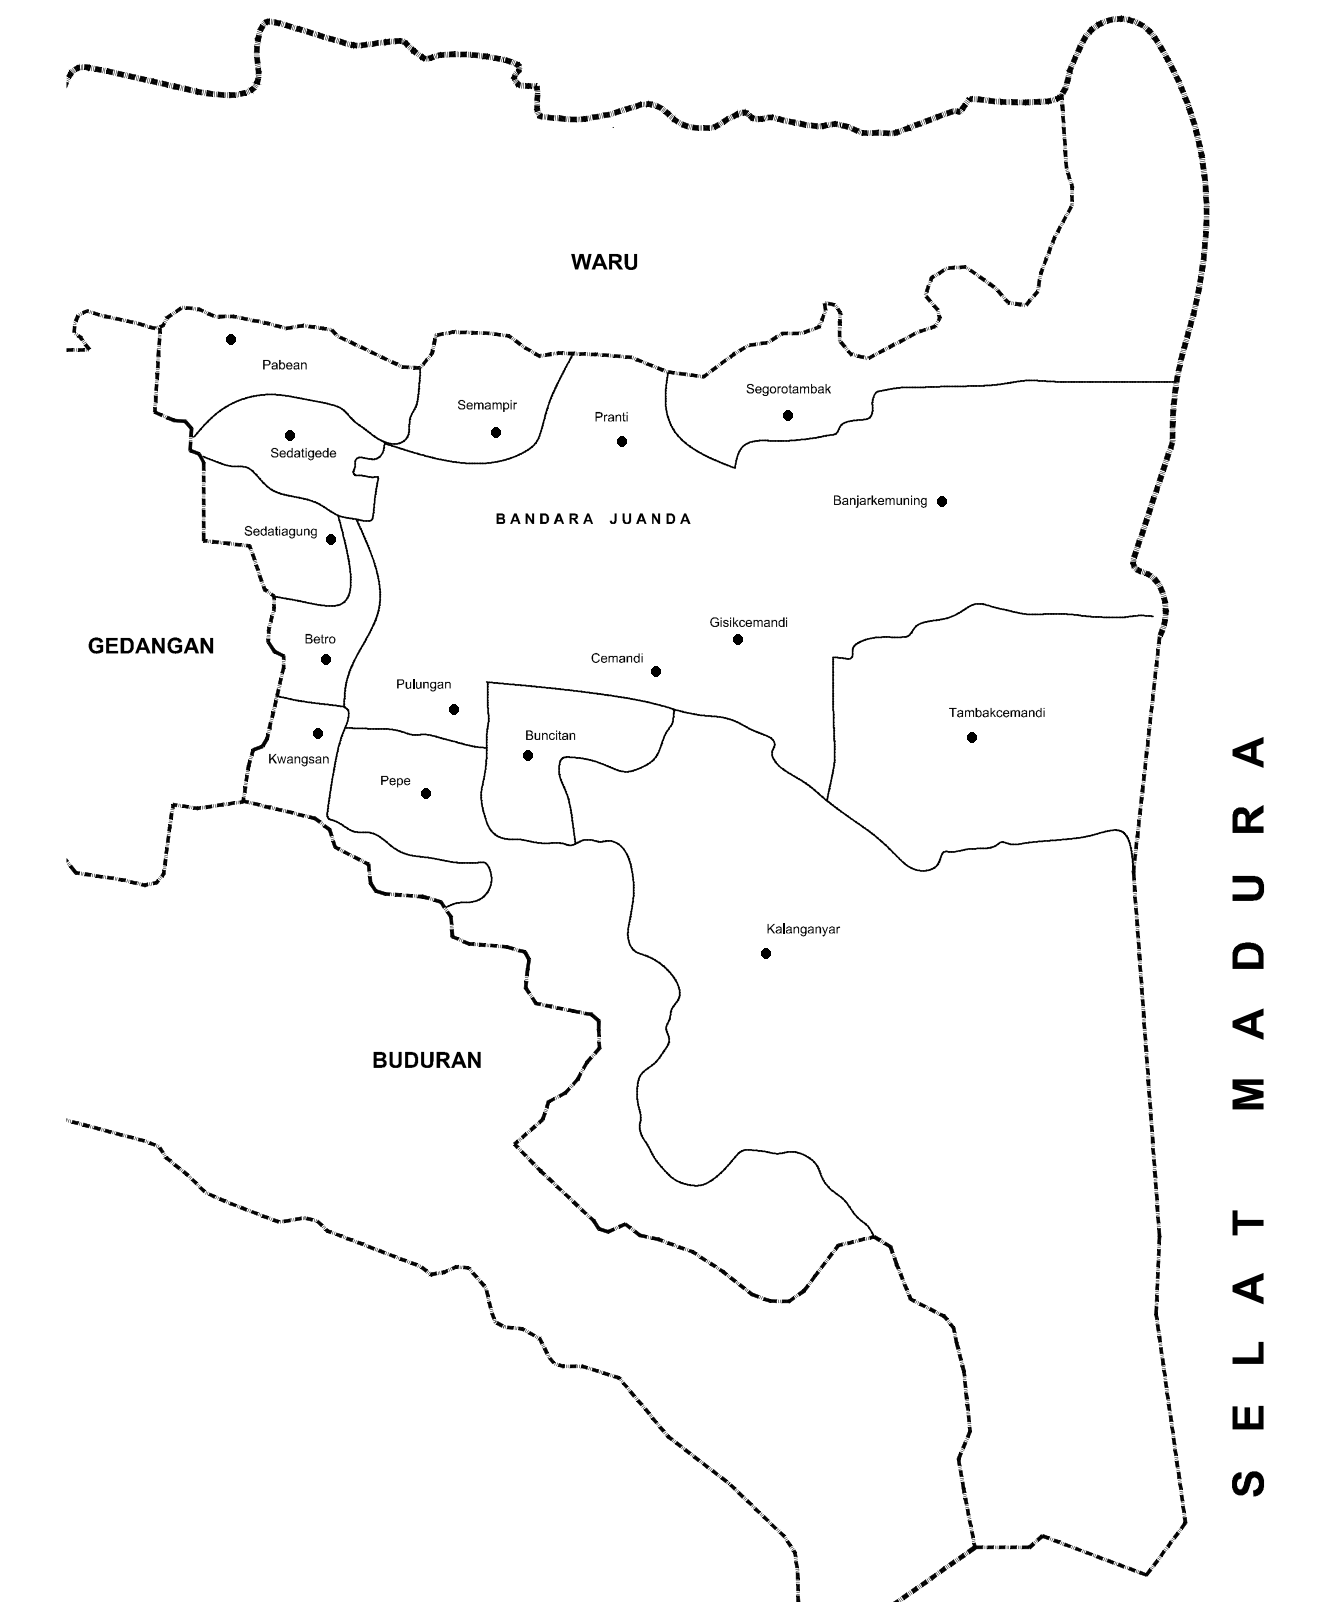 WARU
Pabean
Segorotambak
Semampir
Pranti
Sedatigede
Banjarkemuning
BANDARA JUANDA
Sedatiagung
Gisikcemandi
Betro
GEDANGAN
Cemandi
Pulungan
Tambakcemandi
Buncitan
Kwangsan
Pepe
Kalanganyar
BUDURAN
SELAT MADURA